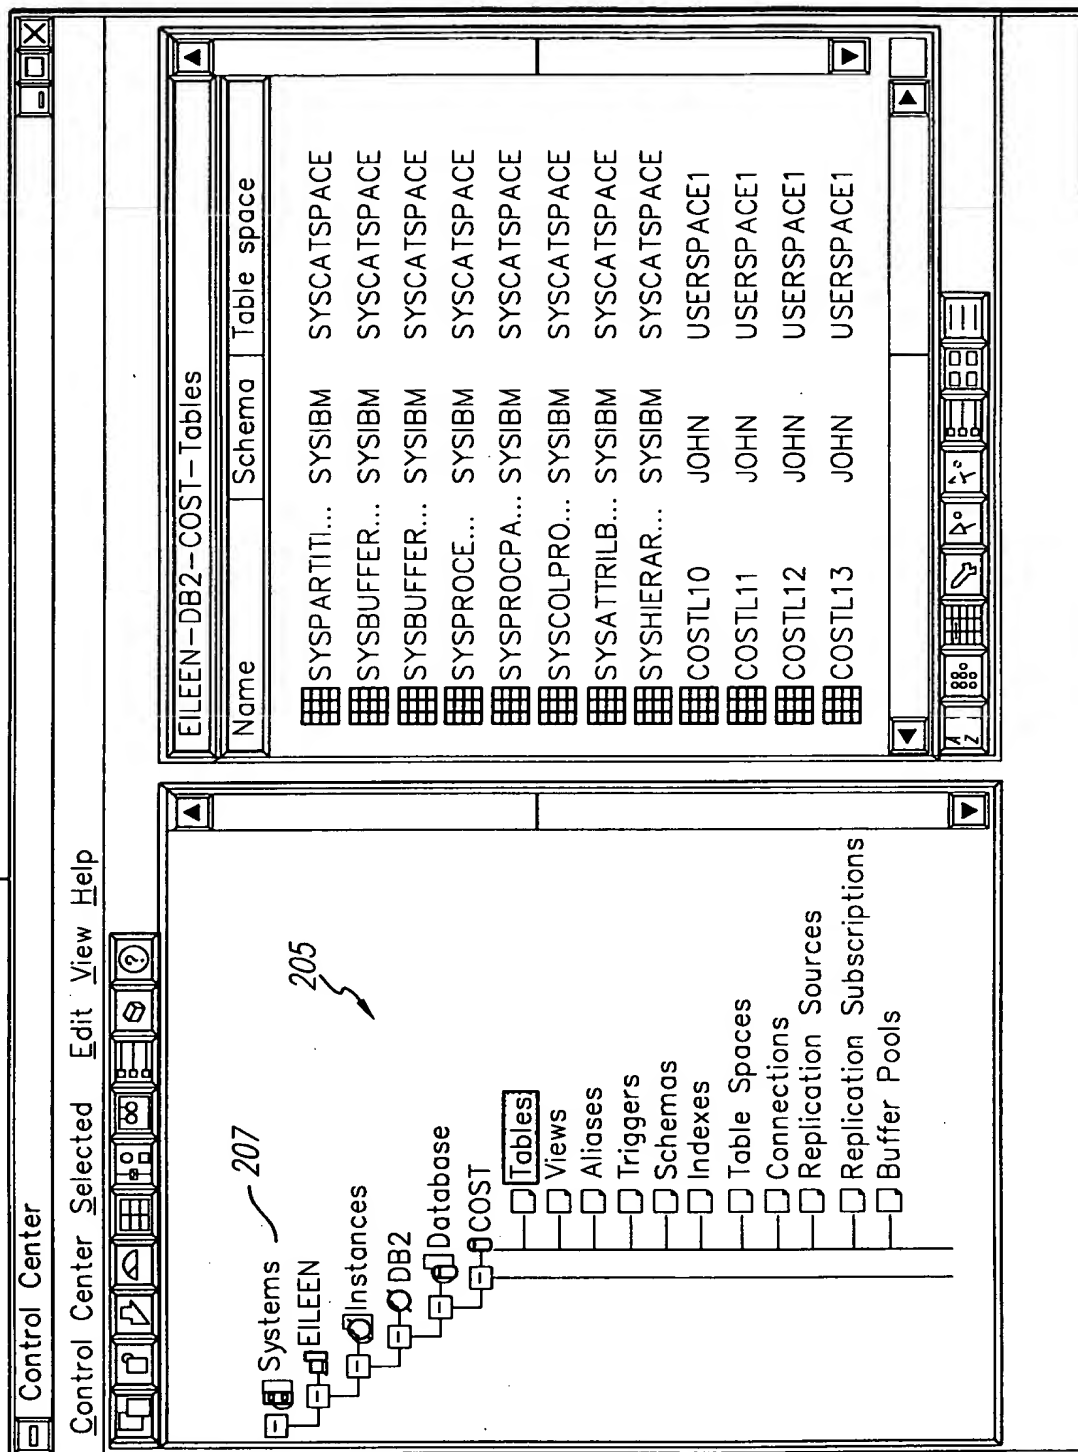 Control Center
Control Center Selected Edit View Help
207
205
Systems
EILEEN
Instances
DB2
Database
COST
Tables
Views
Aliases
Triggers
Schemas
Indexes
Table Spaces
Connections
Replication Sources
Replication Subscriptions
Buffer Pools
EILEEN-DB2-COST-Tables
Name Schema Table space
SYSPARTITI... SYSIBM SYSCATSPACE
SYSBUFFER... SYSIBM SYSCATSPACE
SYSBUFFER... SYSIBM SYSCATSPACE
SYSPROCE... SYSIBM SYSCATSPACE
SYSPROCPA... SYSIBM SYSCATSPACE
SYSCOLPRO... SYSIBM SYSCATSPACE
SYSATTRILB... SYSIBM SYSCATSPACE
SYSHIERAR... SYSIBM SYSCATSPACE
COSTL10 JOHN USERSPACE1
COSTL11 JOHN USERSPACE1
COSTL12 JOHN USERSPACE1
COSTL13 JOHN USERSPACE1
A
Z